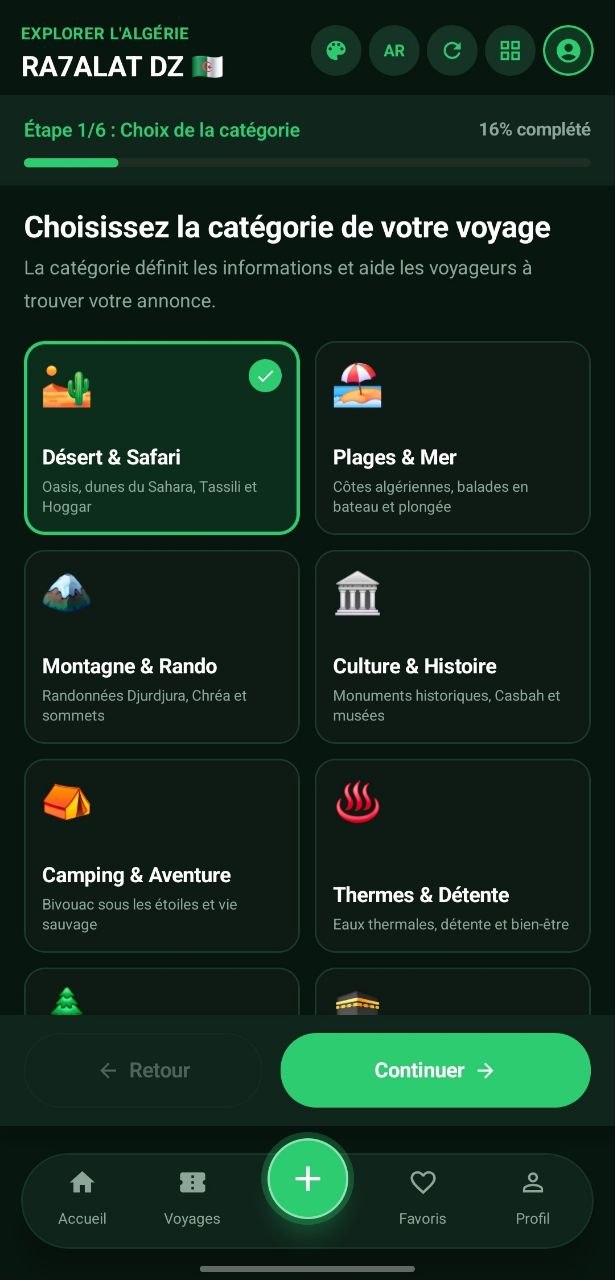 EXPLORER L'ALGÉRIE
RA7ALAT DZ 🇩🇿
AR
Étape 1/6 : Choix de la catégorie
16% complété
Choisissez la catégorie de votre voyage
La catégorie définit les informations et aide les voyageurs à
trouver votre annonce.
Désert & Safari
Oasis, dunes du Sahara, Tassili et
Hoggar
Plages & Mer
Côtes algériennes, balades en
bateau et plongée
Montagne & Rando
Randonnées Djurdjura, Chréa et
sommets
Culture & Histoire
Monuments historiques, Casbah et
musées
Camping & Aventure
Bivouac sous les étoiles et vie
sauvage
Thermes & Détente
Eaux thermales, détente et bien-être
← Retour
Continuer →
Accueil
Voyages
Favoris
Profil